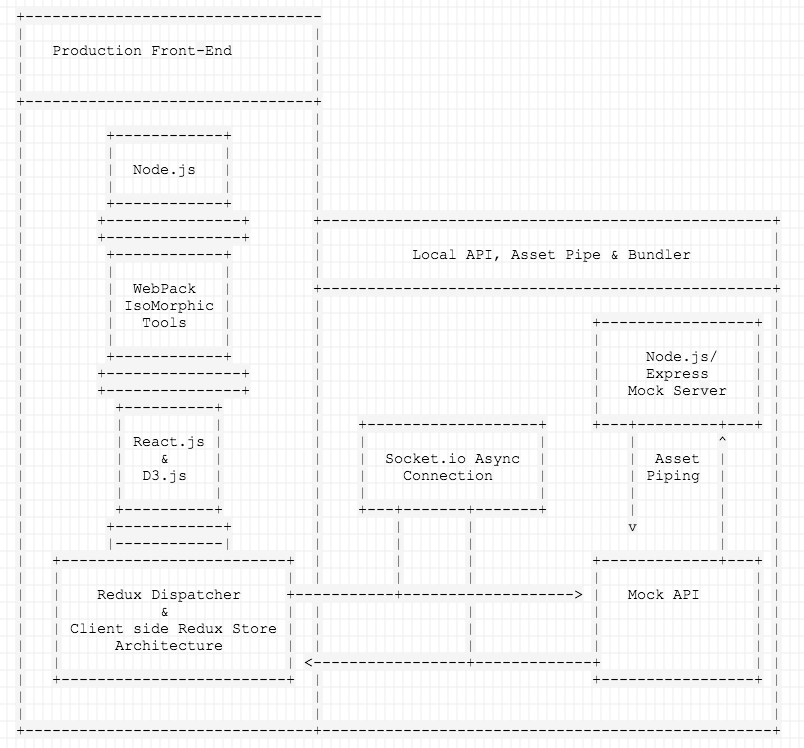 Production Front-End
Node.js
Local API, Asset Pipe & Bundler
WebPack
IsoMorphic
Tools
Node.js/
Express
Mock Server
React.js
&
D3.js
Socket.io Async
Connection
Asset
Piping
Redux Dispatcher
&
Client side Redux Store
Architecture
Mock API